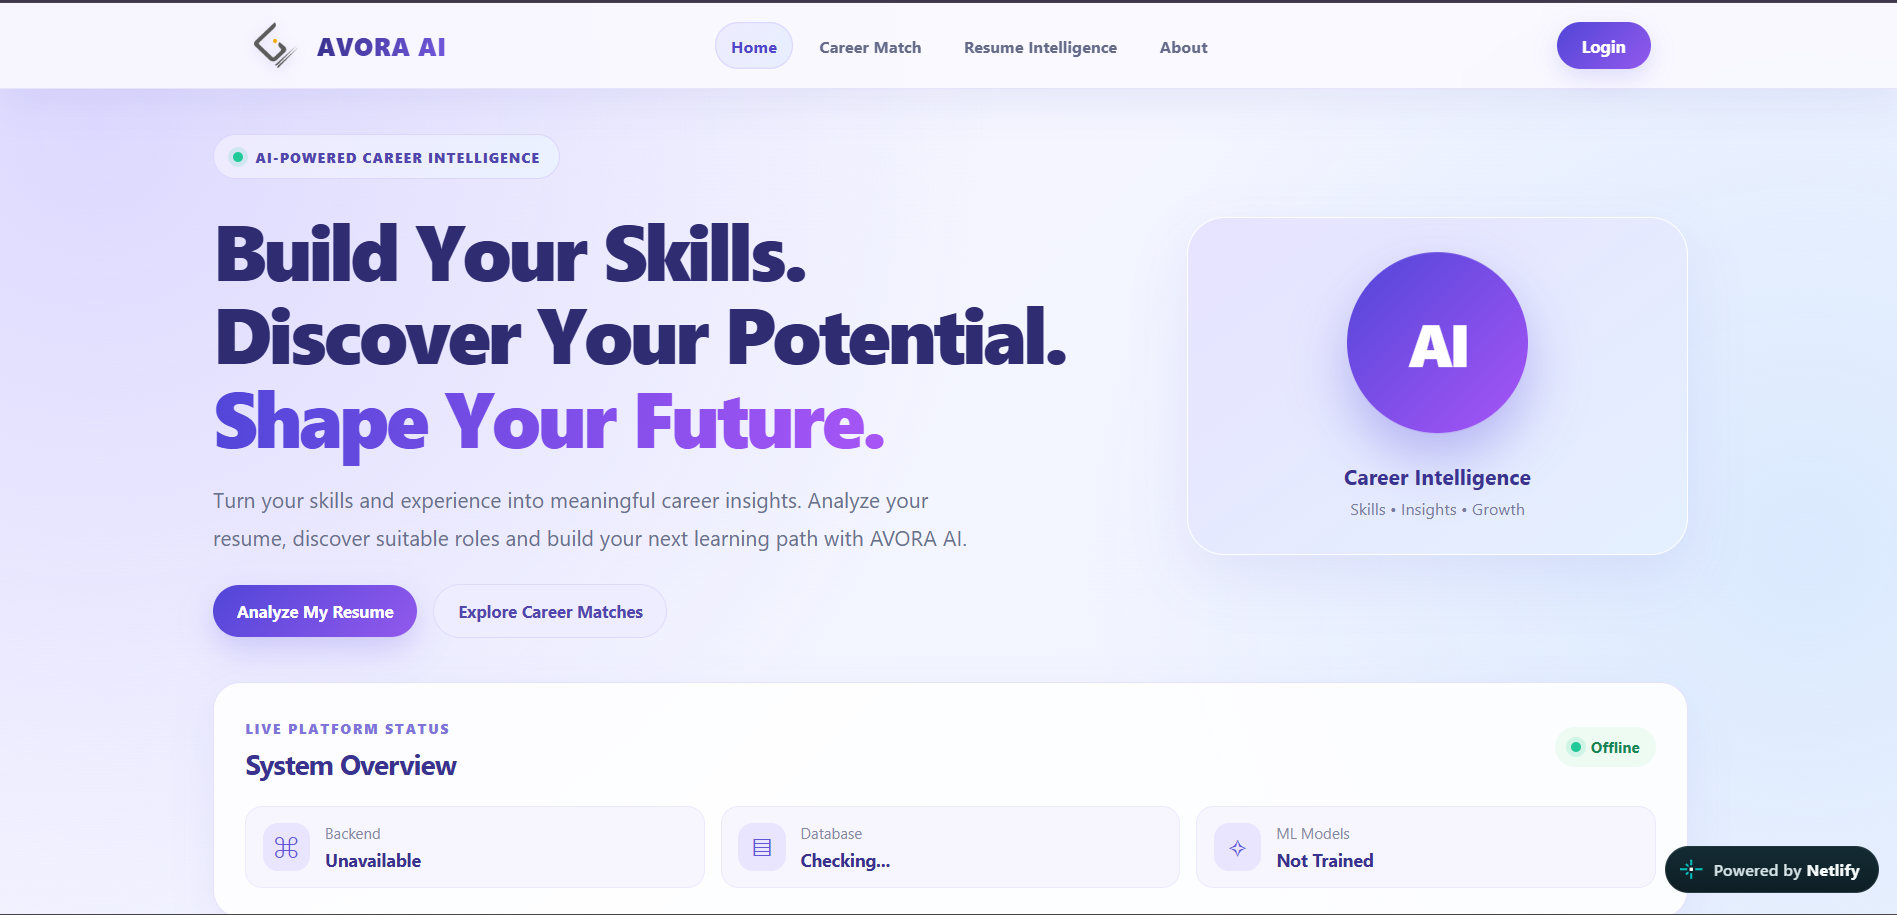 AVORA AI
Home
Career Match
Resume Intelligence
About
Login
AI-POWERED CAREER INTELLIGENCE
Build Your Skills.
Discover Your Potential.
Shape Your Future.
Turn your skills and experience into meaningful career insights. Analyze your
resume, discover suitable roles and build your next learning path with AVORA AI.
Analyze My Resume
Explore Career Matches
AI
Career Intelligence
Skills • Insights • Growth
LIVE PLATFORM STATUS
System Overview
Offline
Backend
Unavailable
Database
Checking...
ML Models
Not Trained
Powered by Netlify